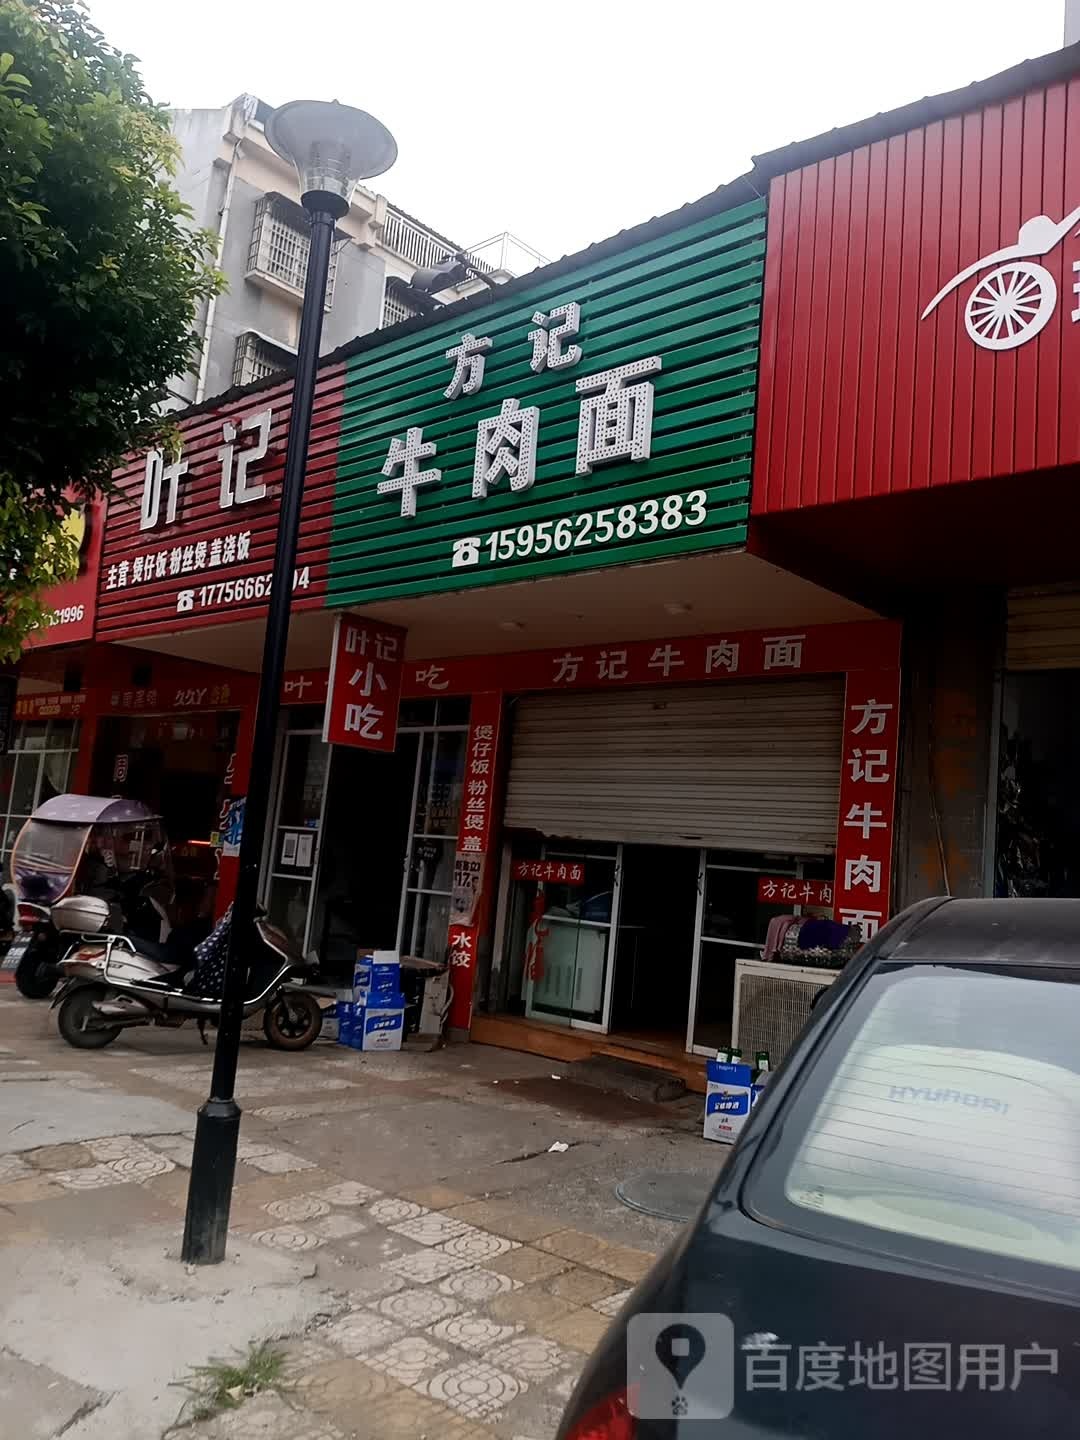 方记
牛肉面
☎15956258383
叶记
主营 煲仔饭 粉丝煲 盖浇饭
叶记
小
吃
方记牛肉面
方记牛肉面
煲仔饭 粉丝煲 盖
水饺
方记牛肉面
方记牛肉
HYUNDAI
百度地图用户